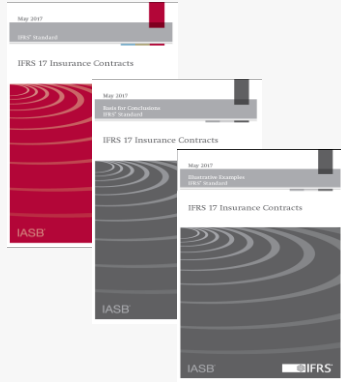 May 2017
IFRS® Standard
IFRS 17 Insurance Contracts
IASB®
May 2017
Basis for Conclusions
IFRS® Standard
IFRS 17 Insurance Contracts
IASB®
May 2017
Illustrative Examples
IFRS® Standard
IFRS 17 Insurance Contracts
IASB®
IFRS®